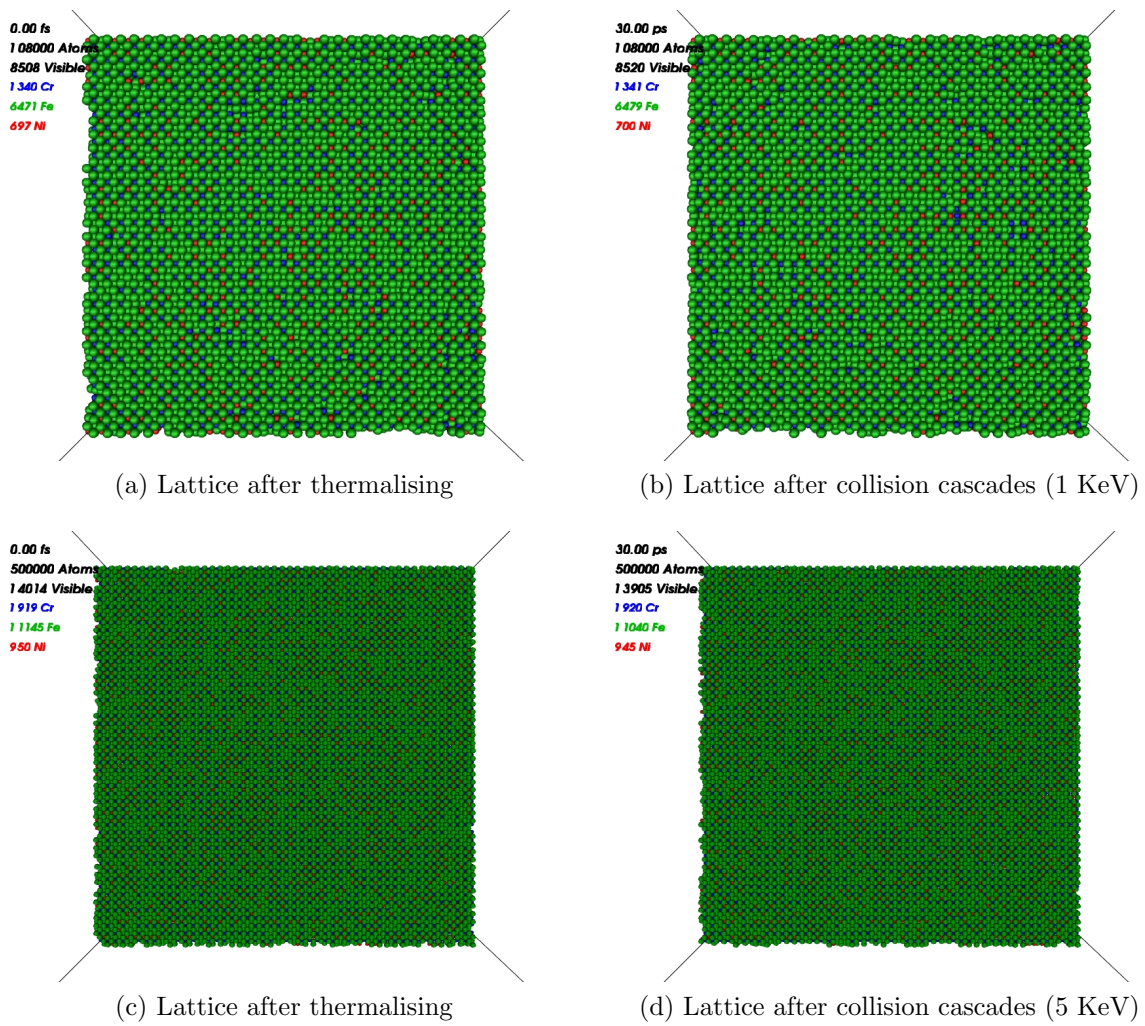 0.00 fs
108000 Atoms
8508 Visible
1340 Cr
6471 Fe
697 Ni
30.00 ps
108000 Atoms
8520 Visible
1341 Cr
6479 Fe
700 Ni
(a) Lattice after thermalising
(b) Lattice after collision cascades (1 KeV)
0.00 fs
500000 Atoms
14014 Visible
1919 Cr
11145 Fe
950 Ni
30.00 ps
500000 Atoms
13905 Visible
1920 Cr
11040 Fe
945 Ni
(c) Lattice after thermalising
(d) Lattice after collision cascades (5 KeV)